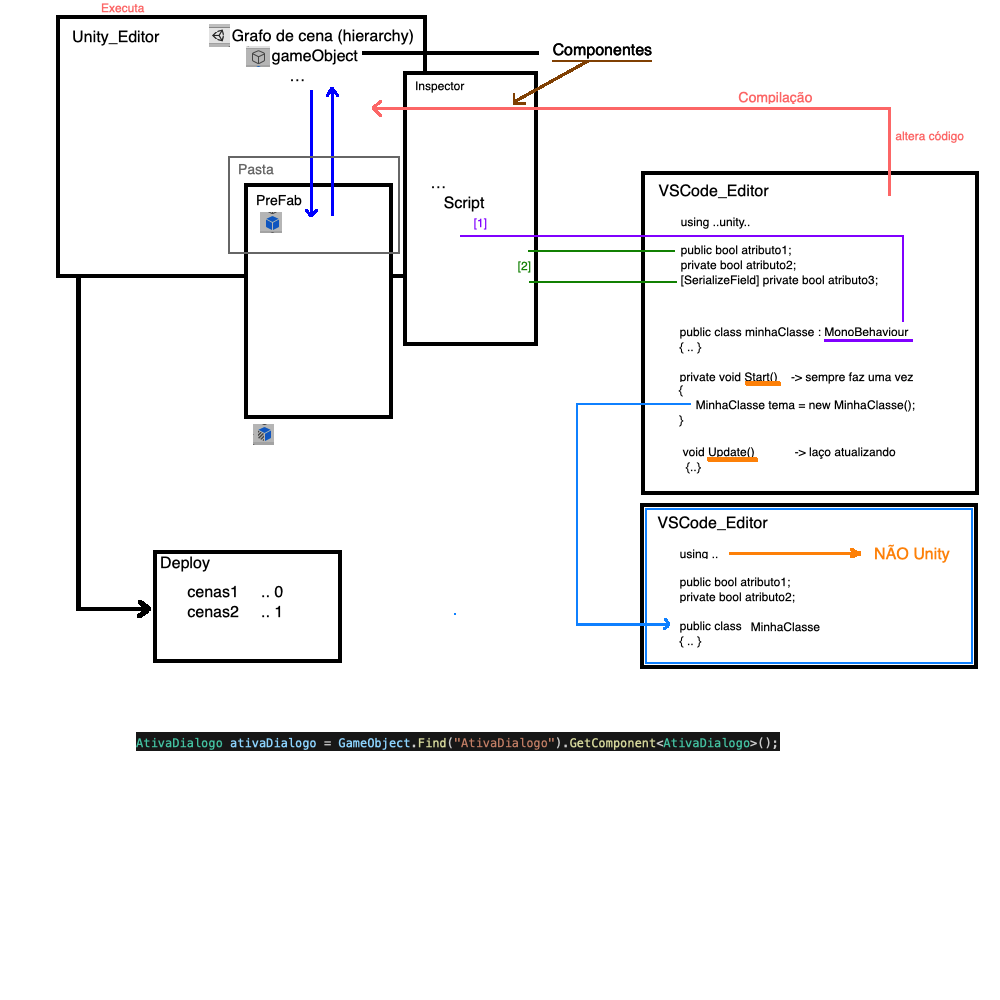 Executa
Unity_Editor
Grafo de cena (hierarchy)
gameObject
...
Componentes
Inspector
...
Script
[1]
[2]
Pasta
PreFab
Compilação
altera código
VSCode_Editor
using ..unity..
public bool atributo1;
private bool atributo2;
[SerializeField] private bool atributo3;
public class minhaClasse : MonoBehaviour
{ .. }
private void Start() -> sempre faz uma vez
{
MinhaClasse tema = new MinhaClasse();
}
void Update() -> laço atualizando
{..}
VSCode_Editor
using .. NÃO Unity
public bool atributo1;
private bool atributo2;
public class MinhaClasse
{ .. }
Deploy
cenas1 .. 0
cenas2 .. 1
AtivaDialogo ativaDialogo = GameObject.Find("AtivaDialogo").GetComponent<AtivaDialogo>();